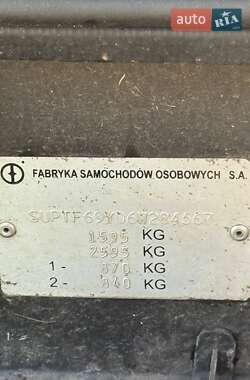 auto
RIA
FABRYKA SAMOCHODÓW OSOBOWYCH S.A.
1595 KG
2595 KG
1 - 870 KG
2 - 840 KG